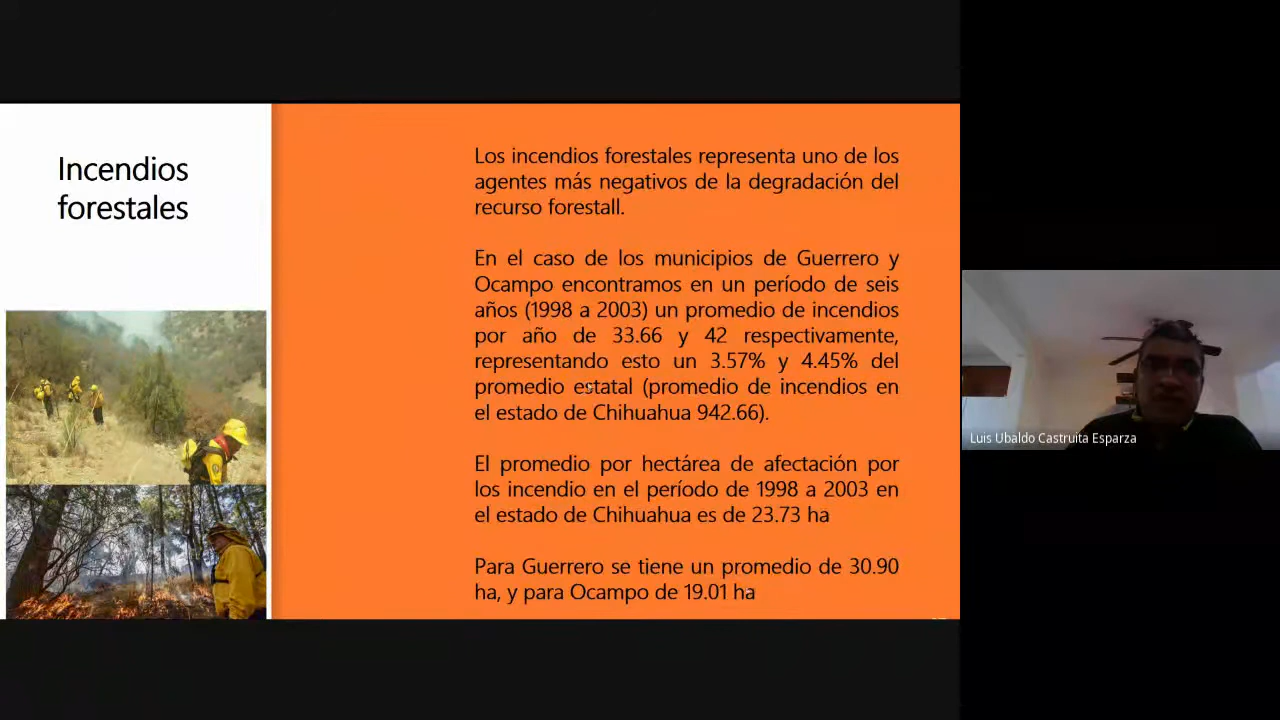 Incendios
forestales
Los incendios forestales representa uno de los
agentes más negativos de la degradación del
recurso forestall.
En el caso de los municipios de Guerrero y
Ocampo encontramos en un período de seis
años (1998 a 2003) un promedio de incendios
por año de 33.66 y 42 respectivamente,
representando esto un 3.57% y 4.45% del
promedio estatal (promedio de incendios en
el estado de Chihuahua 942.66).
El promedio por hectárea de afectación por
los incendio en el período de 1998 a 2003 en
el estado de Chihuahua es de 23.73 ha
Para Guerrero se tiene un promedio de 30.90
ha, y para Ocampo de 19.01 ha
Luis Ubaldo Castruita Esparza